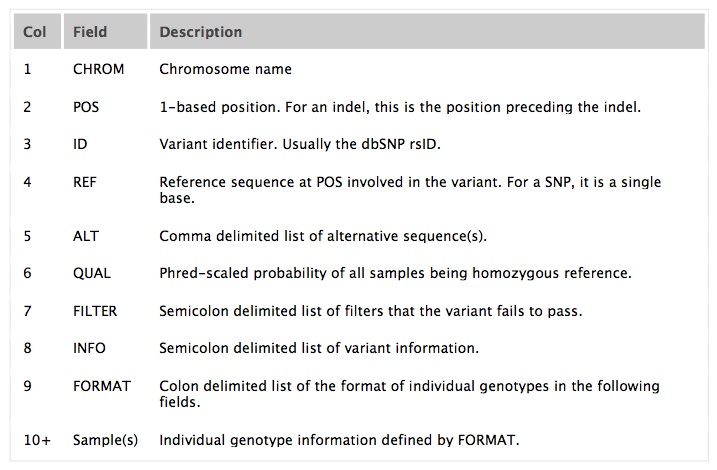 Col Field Description
1 CHROM Chromosome name
2 POS 1-based position. For an indel, this is the position preceding the indel.
3 ID Variant identifier. Usually the dbSNP rsID.
4 REF Reference sequence at POS involved in the variant. For a SNP, it is a single
base.
5 ALT Comma delimited list of alternative sequence(s).
6 QUAL Phred-scaled probability of all samples being homozygous reference.
7 FILTER Semicolon delimited list of filters that the variant fails to pass.
8 INFO Semicolon delimited list of variant information.
9 FORMAT Colon delimited list of the format of individual genotypes in the following
fields.
10+ Sample(s) Individual genotype information defined by FORMAT.